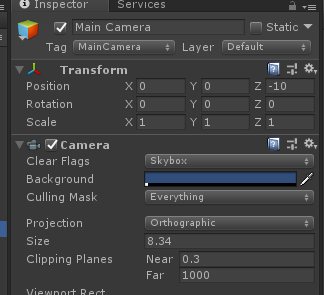 Inspector
Services
Main Camera
Static
Tag MainCamera Layer Default
Transform
Position X 0 Y 0 Z -10
Rotation X 0 Y 0 Z 0
Scale X 1 Y 1 Z 1
Camera
Clear Flags Skybox
Background
Culling Mask Everything
Projection Orthographic
Size 8.34
Clipping Planes Near 0.3
Far 1000
Viewport Rect